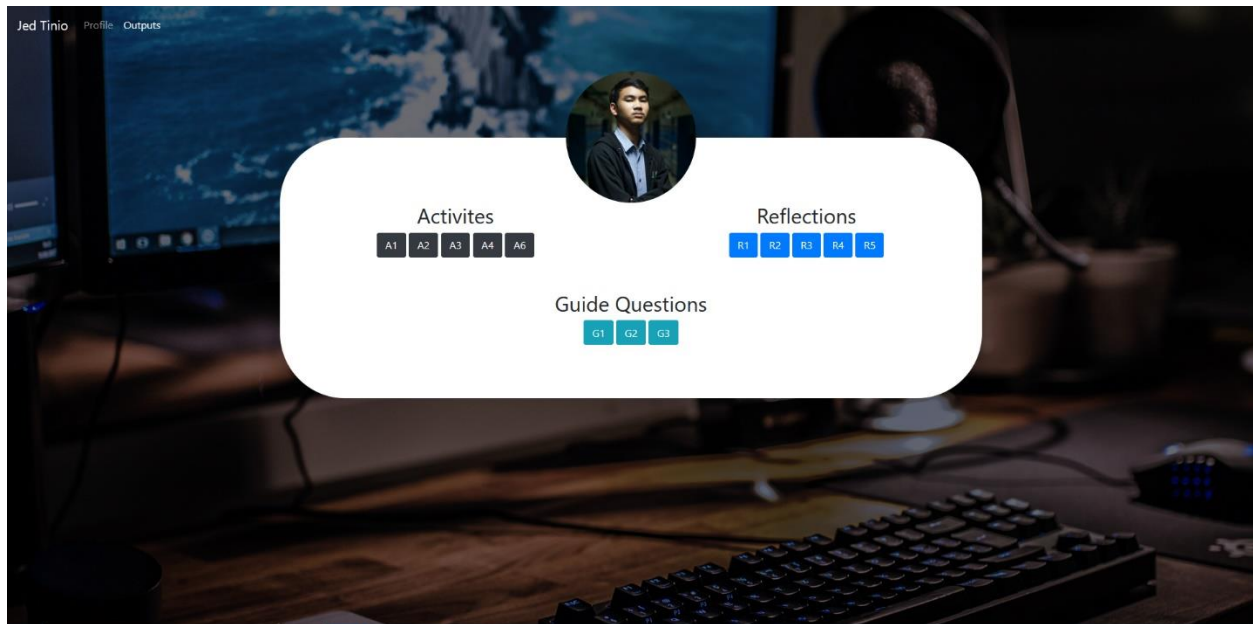 Jed Tinio Profile Outputs
Activites
A1 A2 A3 A4 A6
Reflections
R1 R2 R3 R4 R5
Guide Questions
G1 G2 G3